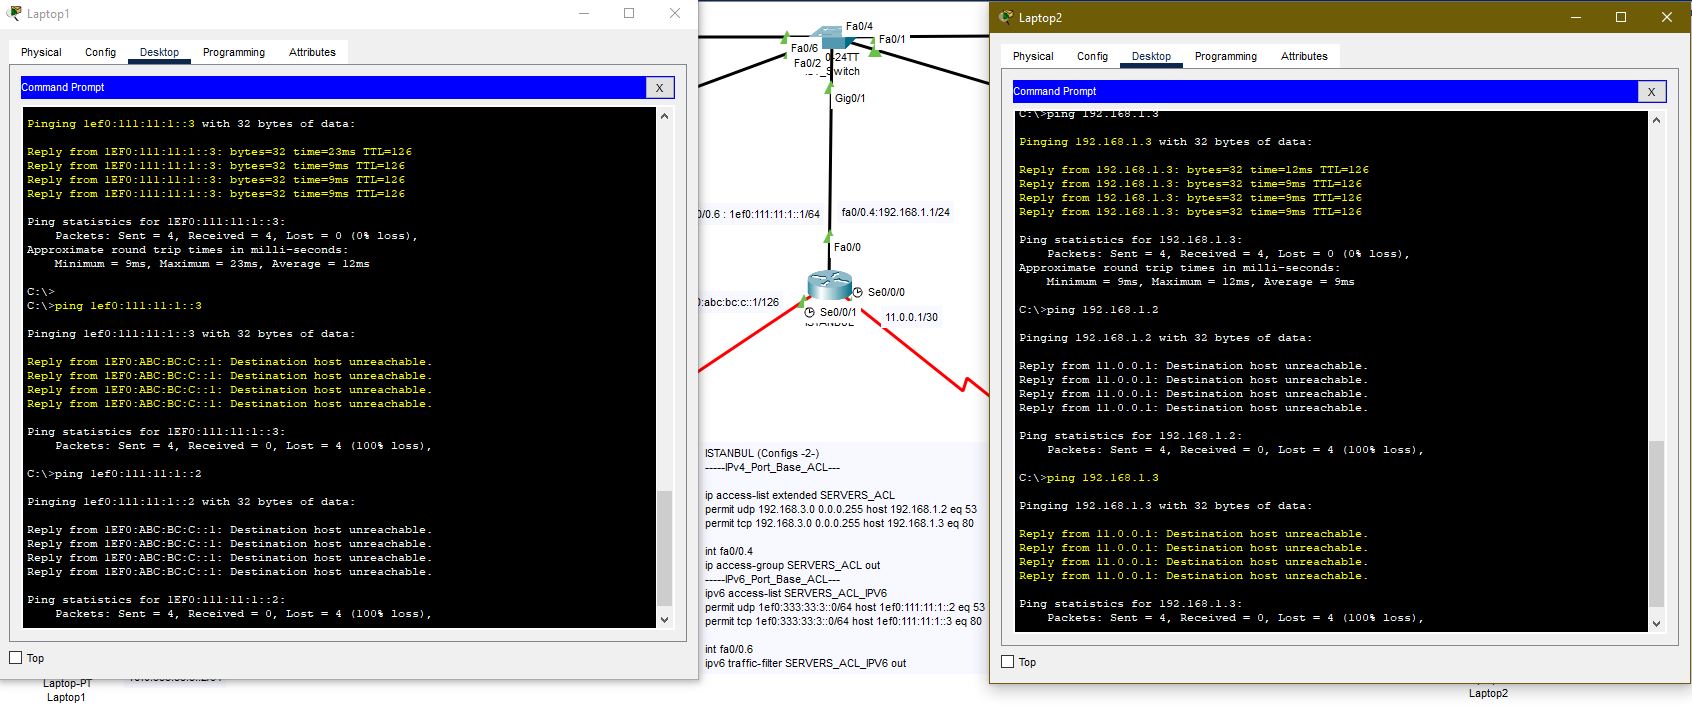 Laptop1
Physical Config Desktop Programming Attributes
Command Prompt
X
Pinging 1ef0:111:11:1::3 with 32 bytes of data:
Reply from 1EF0:111:11:1::3: bytes=32 time=23ms TTL=126
Reply from 1EF0:111:11:1::3: bytes=32 time=9ms TTL=126
Reply from 1EF0:111:11:1::3: bytes=32 time=9ms TTL=126
Reply from 1EF0:111:11:1::3: bytes=32 time=9ms TTL=126
Ping statistics for 1EF0:111:11:1::3:
Packets: Sent = 4, Received = 4, Lost = 0 (0% loss),
Approximate round trip times in milli-seconds:
Minimum = 9ms, Maximum = 23ms, Average = 12ms
C:\>
C:\>ping 1ef0:111:11:1::3
Pinging 1ef0:111:11:1::3 with 32 bytes of data:
Reply from 1EF0:ABC:BC:C::1: Destination host unreachable.
Reply from 1EF0:ABC:BC:C::1: Destination host unreachable.
Reply from 1EF0:ABC:BC:C::1: Destination host unreachable.
Reply from 1EF0:ABC:BC:C::1: Destination host unreachable.
Ping statistics for 1EF0:111:11:1::3:
Packets: Sent = 4, Received = 0, Lost = 4 (100% loss),
C:\>ping 1ef0:111:11:1::2
Pinging 1ef0:111:11:1::2 with 32 bytes of data:
Reply from 1EF0:ABC:BC:C::1: Destination host unreachable.
Reply from 1EF0:ABC:BC:C::1: Destination host unreachable.
Reply from 1EF0:ABC:BC:C::1: Destination host unreachable.
Reply from 1EF0:ABC:BC:C::1: Destination host unreachable.
Ping statistics for 1EF0:111:11:1::2:
Packets: Sent = 4, Received = 0, Lost = 4 (100% loss),
Top
Laptop-PT
Laptop1
Fa0/4
Fa0/1
Fa0/6
Fa0/2
0-24TT
Switch
Gig0/1
0/0.6 : 1ef0:111:11:1::1/64
fa0/0.4:192.168.1.1/24
Fa0/0
Se0/0/0
0:abc:bc:c::1/126
Se0/0/1
ISTANBUL
11.0.0.1/30
ISTANBUL (Configs -2-)
-----IPv4_Port_Base_ACL---
ip access-list extended SERVERS_ACL
permit udp 192.168.3.0 0.0.0.255 host 192.168.1.2 eq 53
permit tcp 192.168.3.0 0.0.0.255 host 192.168.1.3 eq 80
int fa0/0.4
ip access-group SERVERS_ACL out
-----IPv6_Port_Base_ACL---
ipv6 access-list SERVERS_ACL_IPV6
permit udp 1ef0:333:33:3::0/64 host 1ef0:111:11:1::2 eq 53
permit tcp 1ef0:333:33:3::0/64 host 1ef0:111:11:1::3 eq 80
int fa0/0.6
ipv6 traffic-filter SERVERS_ACL_IPV6 out
Laptop2
Physical Config Desktop Programming Attributes
Command Prompt
X
C:\>ping 192.168.1.3
Pinging 192.168.1.3 with 32 bytes of data:
Reply from 192.168.1.3: bytes=32 time=12ms TTL=126
Reply from 192.168.1.3: bytes=32 time=9ms TTL=126
Reply from 192.168.1.3: bytes=32 time=9ms TTL=126
Reply from 192.168.1.3: bytes=32 time=9ms TTL=126
Ping statistics for 192.168.1.3:
Packets: Sent = 4, Received = 4, Lost = 0 (0% loss),
Approximate round trip times in milli-seconds:
Minimum = 9ms, Maximum = 12ms, Average = 9ms
C:\>ping 192.168.1.2
Pinging 192.168.1.2 with 32 bytes of data:
Reply from 11.0.0.1: Destination host unreachable.
Reply from 11.0.0.1: Destination host unreachable.
Reply from 11.0.0.1: Destination host unreachable.
Reply from 11.0.0.1: Destination host unreachable.
Ping statistics for 192.168.1.2:
Packets: Sent = 4, Received = 0, Lost = 4 (100% loss),
C:\>ping 192.168.1.3
Pinging 192.168.1.3 with 32 bytes of data:
Reply from 11.0.0.1: Destination host unreachable.
Reply from 11.0.0.1: Destination host unreachable.
Reply from 11.0.0.1: Destination host unreachable.
Reply from 11.0.0.1: Destination host unreachable.
Ping statistics for 192.168.1.3:
Packets: Sent = 4, Received = 0, Lost = 4 (100% loss),
Top
Laptop2